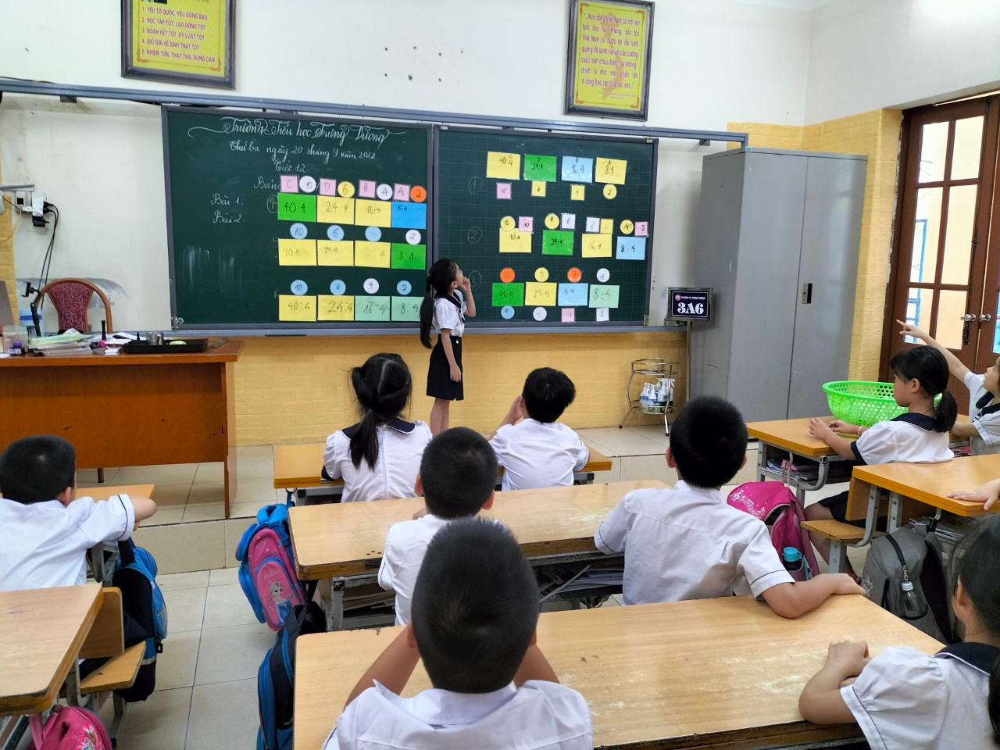 1. YÊU TỔ QUỐC, YÊU ĐỒNG BÀO
2. HỌC TẬP TỐT, LAO ĐỘNG TỐT
3. ĐOÀN KẾT TỐT, KỶ LUẬT TỐT
4. GIỮ GÌN VỆ SINH THẬT TỐT
5. KHIÊM TỐN, THẬT THÀ, DŨNG CẢM
"Non sông Việt Nam có trở nên
tươi đẹp hay không, dân tộc
Việt Nam có bước tới đài vinh
quang để sánh vai với các cường
quốc năm châu được hay không,
chính là nhờ một phần lớn
ở công học tập của các em..."
Trường Tiểu học Trưng Vương
Thứ ba ngày 20 tháng 9 năm 2022
Tiết 12
Bài 1.
Bài 2.
C 10 D 6 B 4 A 2
40:4 24:4 16:4 8:4
10 6 2
40:4 24:4 4 8:4
10 6 4 2
40:4 24:4 16:4 8:4
C D B A
40:4 24:4 16:4 8:4
1 10 6 4 2
2 10 6 A 2
40:4 24:4 16:4 8:4
3
40:4 24:4 16:4 8:4
3A6